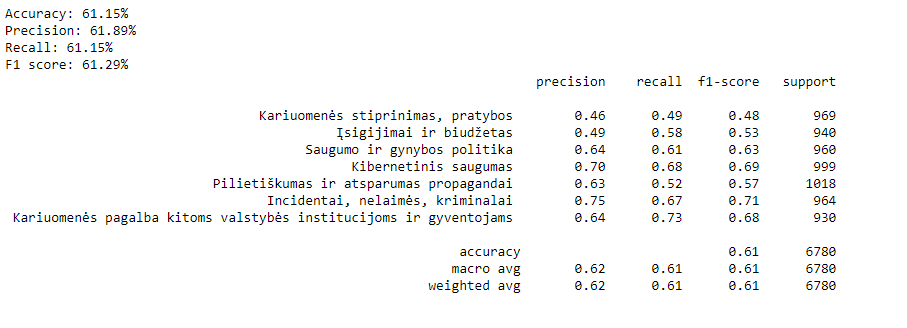 Accuracy: 61.15%
Precision: 61.89%
Recall: 61.15%
F1 score: 61.29%
precision recall f1-score support
Kariuomenės stiprinimas, pratybos 0.46 0.49 0.48 969
Įsigijimai ir biudžetas 0.49 0.58 0.53 940
Saugumo ir gynybos politika 0.64 0.61 0.63 960
Kibernetinis saugumas 0.70 0.68 0.69 999
Pilietiškumas ir atsparumas propagandai 0.63 0.52 0.57 1018
Incidentai, nelaimės, kriminalai 0.75 0.67 0.71 964
Kariuomenės pagalba kitoms valstybės institucijoms ir gyventojams 0.64 0.73 0.68 930
accuracy 0.61 6780
macro avg 0.62 0.61 0.61 6780
weighted avg 0.62 0.61 0.61 6780